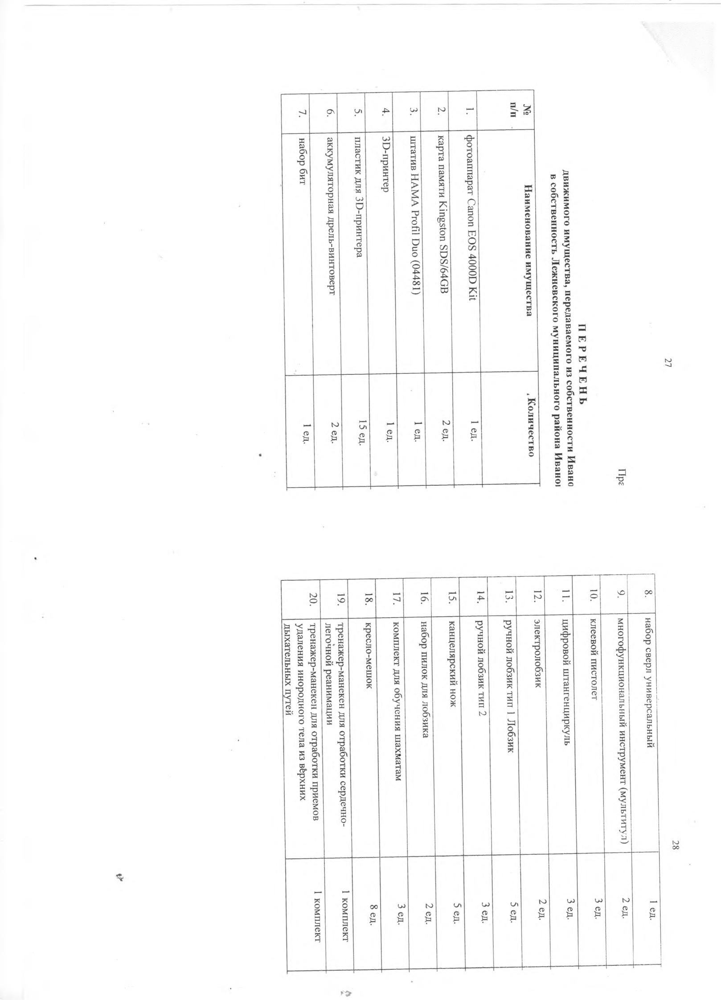 27
П Е Р Е Ч Е Н Ь
движимого имущества, передаваемого из собственности
в собственность Лежневского муниципального района
№ п/п Наименование имущества Количество
1. фотоаппарат Canon EOS 4000D Kit 1 ед.
2. карта памяти Kingston SDS/64GB 2 ед.
3. штатив HAMA Profil Duo (04481) 1 ед.
4. 3D-принтер 1 ед.
5. пластик для 3D-принтера 15 ед.
6. аккумуляторная дрель-винтоверт 2 ед.
7. набор бит 1 ед.
28
8. набор сверл универсальный 1 ед.
9. многофункциональный инструмент (мультитул) 2 ед.
10. клеевой пистолет 3 ед.
11. цифровой штангенциркуль 3 ед.
12. электролобзик 2 ед.
13. ручной лобзик тип 1 Лобзик 5 ед.
14. ручной лобзик тип 2 3 ед.
15. канцелярский нож 5 ед.
16. набор пилок для лобзика 2 ед.
17. комплект для обучения шахматам 3 ед.
18. кресло-мешок 8 ед.
19. тренажер-манекен для отработки сердечно- 1 комплект
легочной реанимации
20. тренажер-манекен для отработки приемов 1 комплект
удаления инородного тела из верхних
дыхательных путей